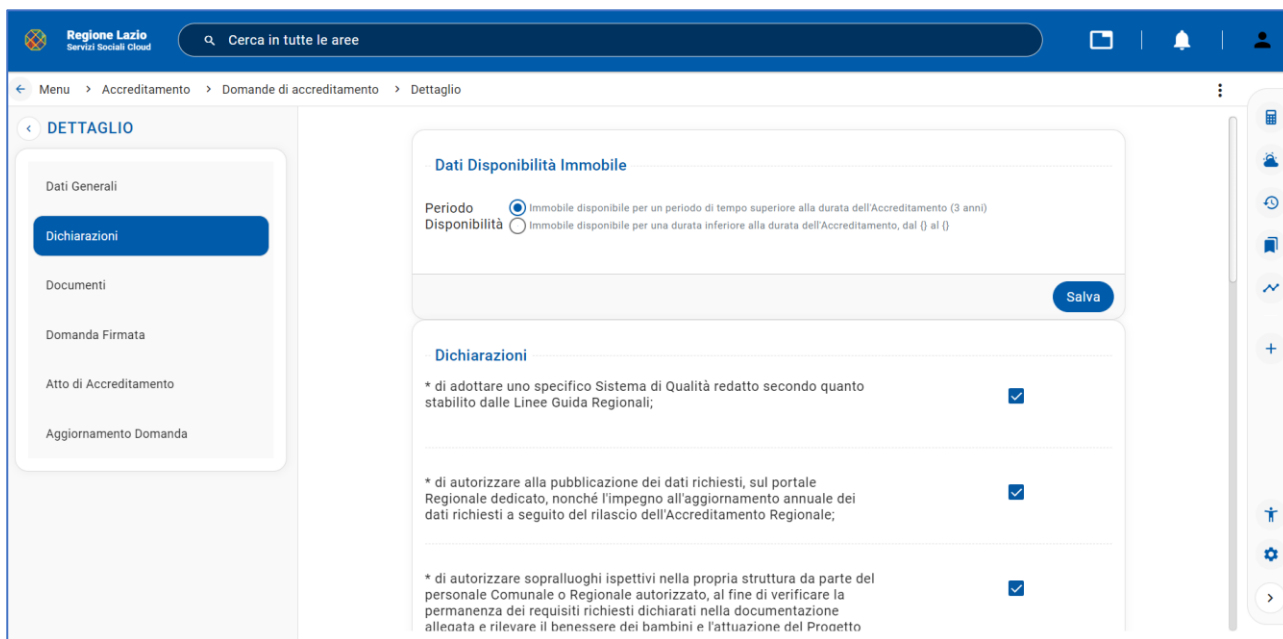 Regione Lazio
Servizi Sociali Cloud
Cerca in tutte le aree
Menu > Accreditamento > Domande di accreditamento > Dettaglio
DETTAGLIO
Dati Generali
Dichiarazioni
Documenti
Domanda Firmata
Atto di Accreditamento
Aggiornamento Domanda
Dati Disponibilità Immobile
Periodo
Disponibilità
Immobile disponibile per un periodo di tempo superiore alla durata dell'Accreditamento (3 anni)
Immobile disponibile per una durata inferiore alla durata dell'Accreditamento, dal {} al {}
Salva
Dichiarazioni
* di adottare uno specifico Sistema di Qualità redatto secondo quanto
stabilito dalle Linee Guida Regionali;
* di autorizzare alla pubblicazione dei dati richiesti, sul portale
Regionale dedicato, nonché l'impegno all'aggiornamento annuale dei
dati richiesti a seguito del rilascio dell'Accreditamento Regionale;
* di autorizzare sopralluoghi ispettivi nella propria struttura da parte del
personale Comunale o Regionale autorizzato, al fine di verificare la
permanenza dei requisiti richiesti dichiarati nella documentazione
allegata e rilevare il benessere dei bambini e l'attuazione del Progetto